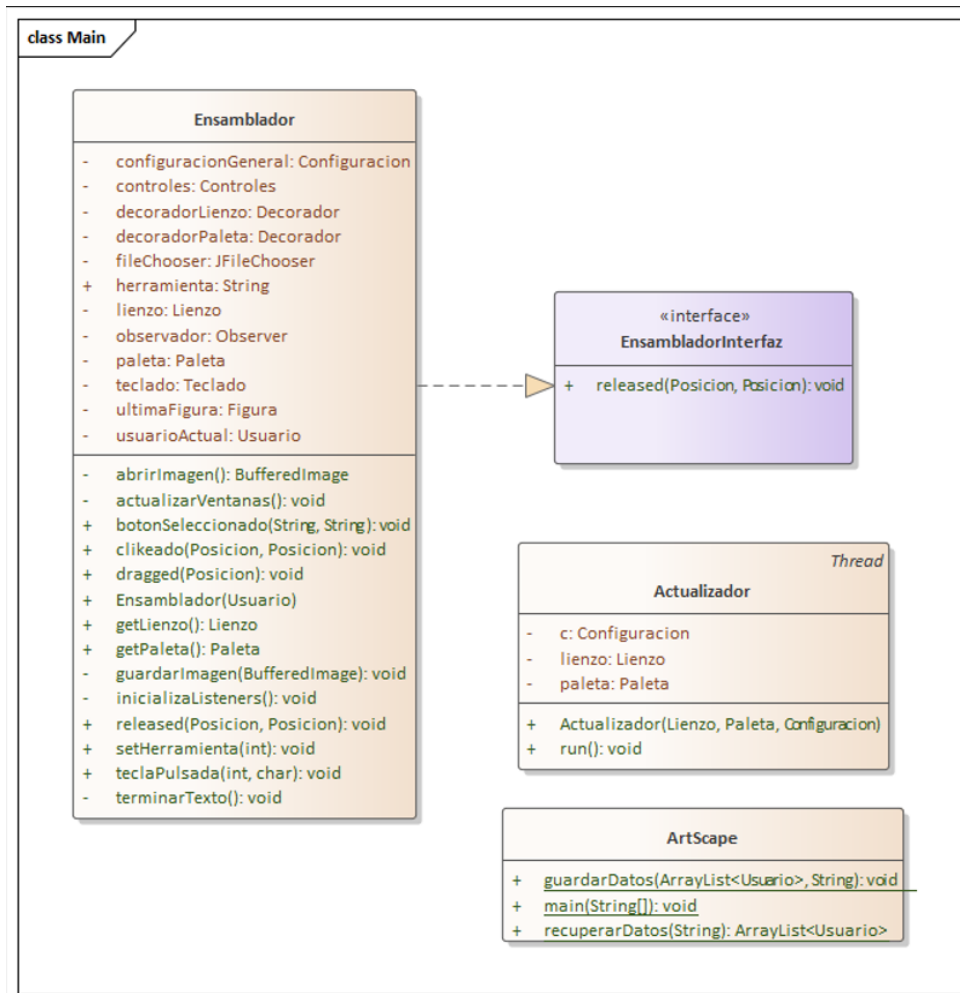 class Main
Ensamblador
- configuracionGeneral: Configuracion
- controles: Controles
- decoradorLienzo: Decorador
- decoradorPaleta: Decorador
- fileChooser: JFileChooser
+ herramienta: String
- lienzo: Lienzo
- observador: Observer
- paleta: Paleta
- teclado: Teclado
- ultimaFigura: Figura
- usuarioActual: Usuario
- abrirImagen(): BufferedImage
- actualizarVentanas(): void
+ botonSeleccionado(String, String): void
+ clikeado(Posicion, Posicion): void
+ dragged(Posicion): void
+ Ensamblador(Usuario)
+ getLienzo(): Lienzo
+ getPaleta(): Paleta
- guardarImagen(BufferedImage): void
- inicializaListeners(): void
+ released(Posicion, Posicion): void
+ setHerramienta(int): void
+ teclaPulsada(int, char): void
- terminarTexto(): void
«interface»
EnsambladorInterfaz
+ released(Posicion, Posicion): void
Thread
Actualizador
- c: Configuracion
- lienzo: Lienzo
- paleta: Paleta
+ Actualizador(Lienzo, Paleta, Configuracion)
+ run(): void
ArtScape
+ guardarDatos(ArrayList<Usuario>, String): void
+ main(String[]): void
+ recuperarDatos(String): ArrayList<Usuario>